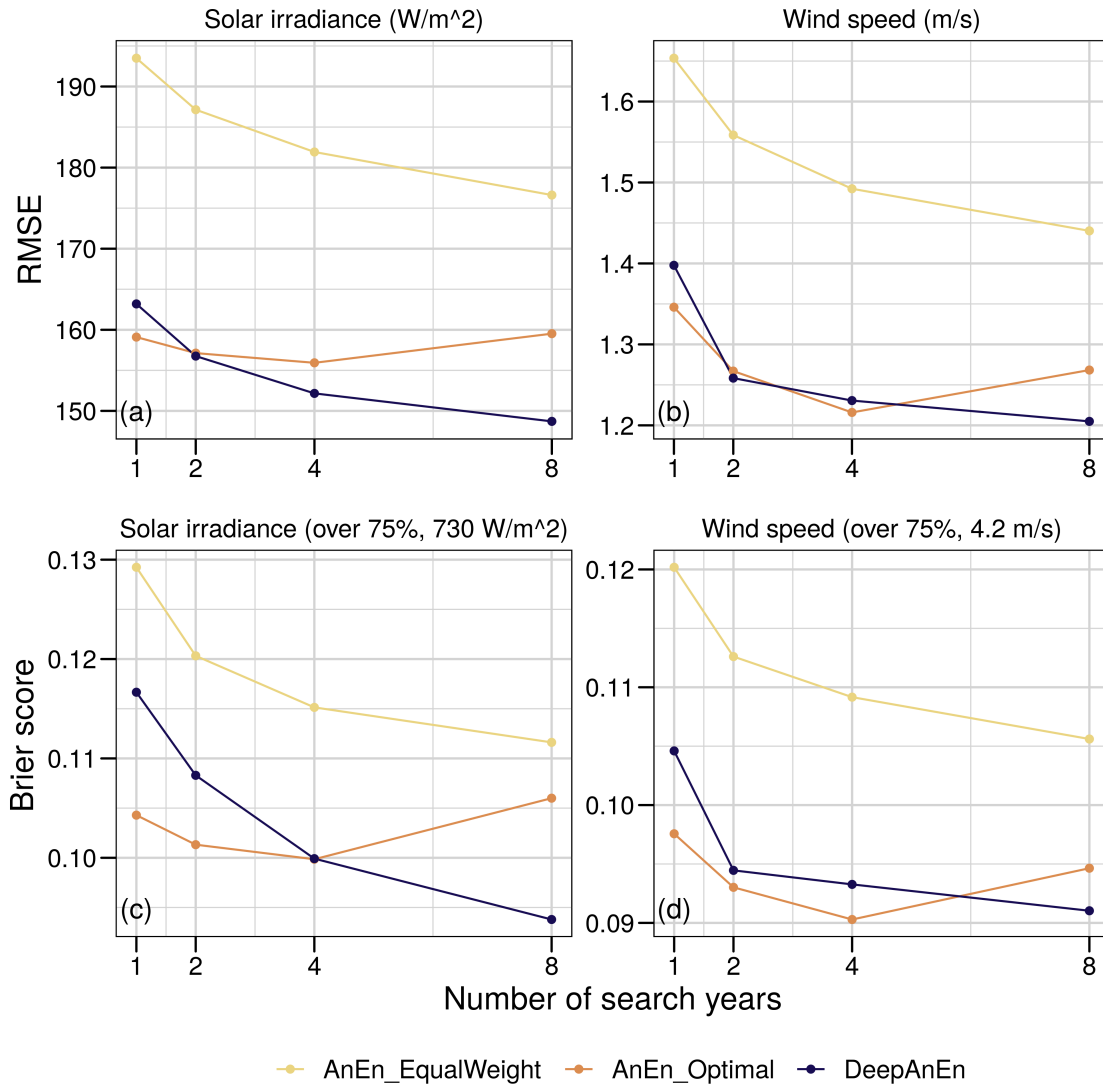 Solar irradiance (W/m^2)
Wind speed (m/s)
RMSE
190
180
170
160
150
(a)
1 2 4 8
1.6
1.5
1.4
1.3
1.2
(b)
1 2 4 8
Solar irradiance (over 75%, 730 W/m^2)
Wind speed (over 75%, 4.2 m/s)
Brier score
0.13
0.12
0.11
0.10
(c)
1 2 4 8
0.12
0.11
0.10
0.09
(d)
1 2 4 8
Number of search years
AnEn_EqualWeight AnEn_Optimal DeepAnEn